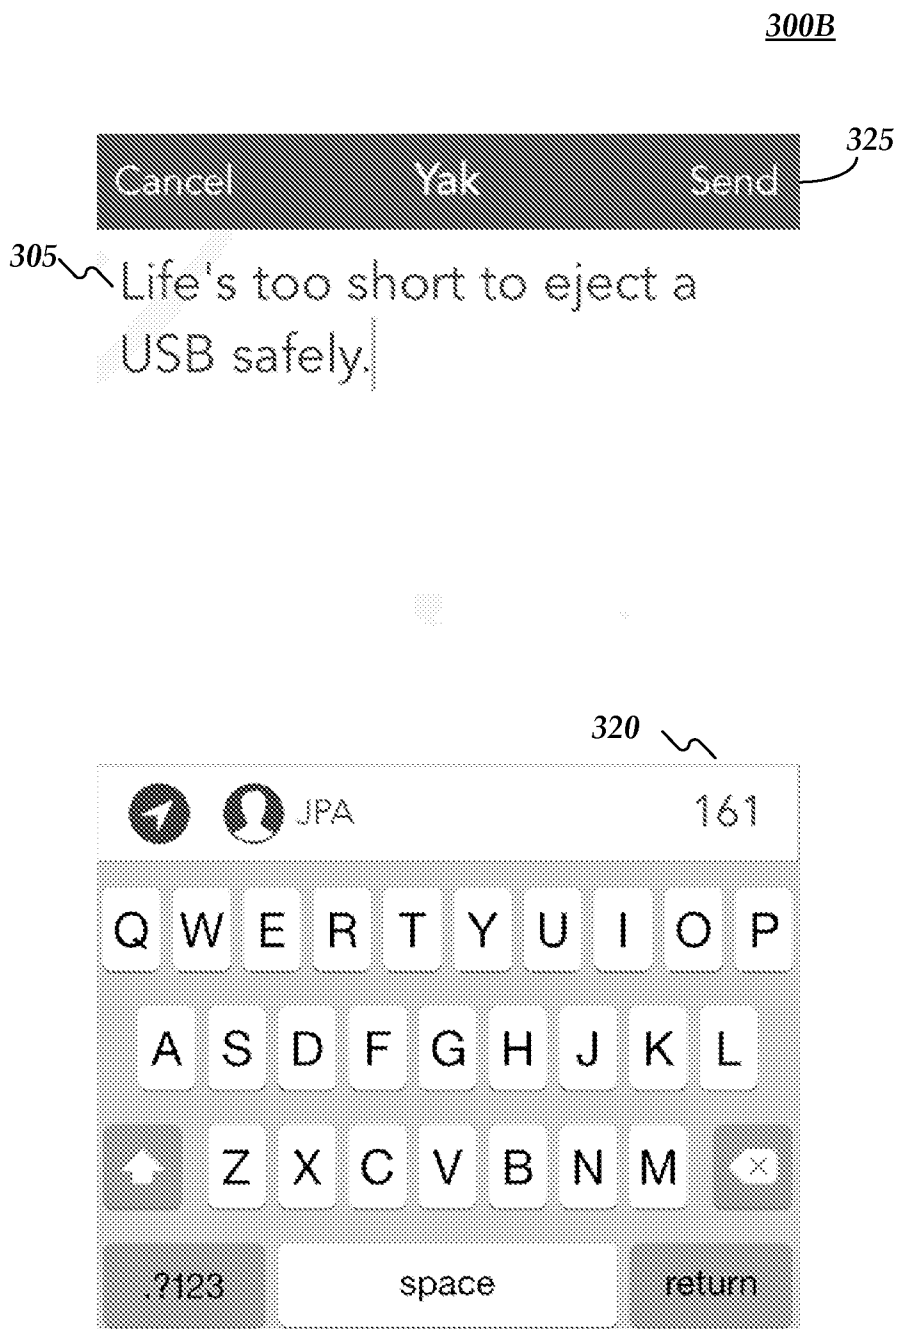 300B
325
Cancel Yak Send
305
Life's too short to eject a
USB safely.
320
JPA 161
Q W E R T Y U I O P
A S D F G H J K L
Z X C V B N M
.?123 space return